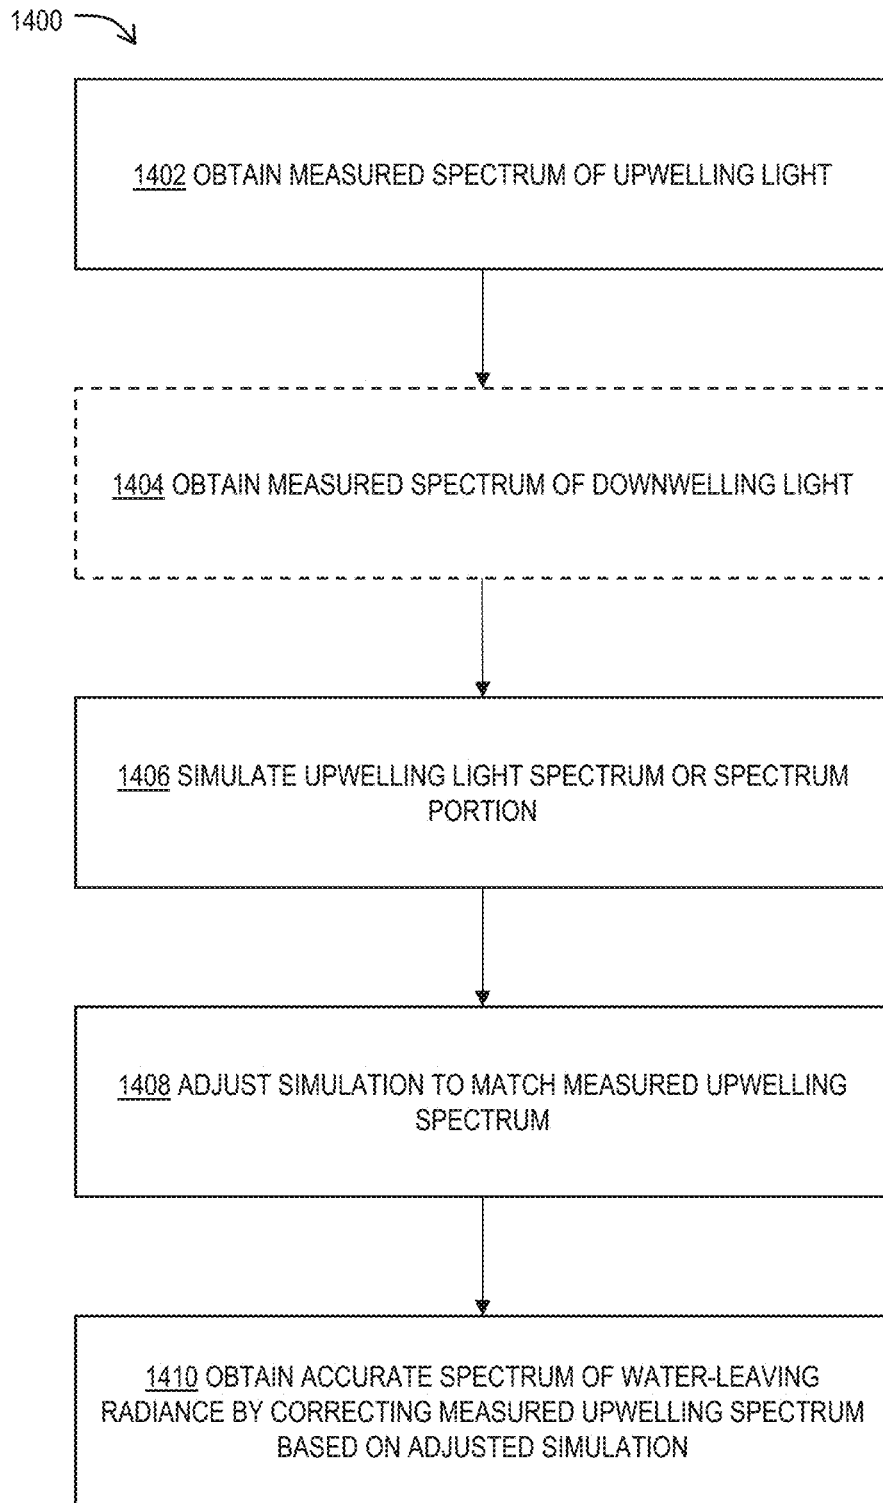 1400
1402 OBTAIN MEASURED SPECTRUM OF UPWELLING LIGHT
1404 OBTAIN MEASURED SPECTRUM OF DOWNWELLING LIGHT
1406 SIMULATE UPWELLING LIGHT SPECTRUM OR SPECTRUM
PORTION
1408 ADJUST SIMULATION TO MATCH MEASURED UPWELLING
SPECTRUM
1410 OBTAIN ACCURATE SPECTRUM OF WATER-LEAVING
RADIANCE BY CORRECTING MEASURED UPWELLING SPECTRUM
BASED ON ADJUSTED SIMULATION